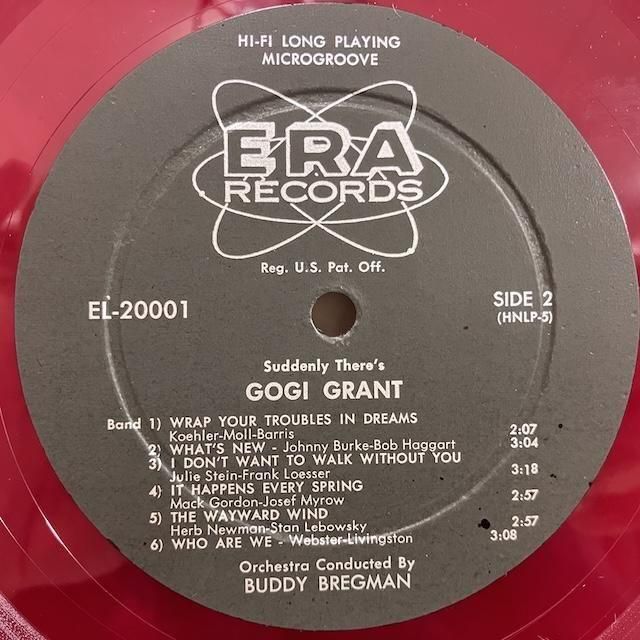 HI-FI LONG PLAYING
MICROGROOVE
ERA
RECORDS
Reg. U.S. Pat. Off.
EL-20001
SIDE 2
(HNLP-5)
Suddenly There's
GOGI GRANT
Band 1) WRAP YOUR TROUBLES IN DREAMS
Koehler-Moll-Barris 2:07
2) WHAT'S NEW - Johnny Burke-Bob Haggart 3:04
3) I DON'T WANT TO WALK WITHOUT YOU
Julie Stein-Frank Loesser 3:18
4) IT HAPPENS EVERY SPRING
Mack Gordon-Josef Myrow 2:57
5) THE WAYWARD WIND
Herb Newman-Stan Lebowsky 2:57
6) WHO ARE WE - Webster-Livingston 3:08
Orchestra Conducted By
BUDDY BREGMAN